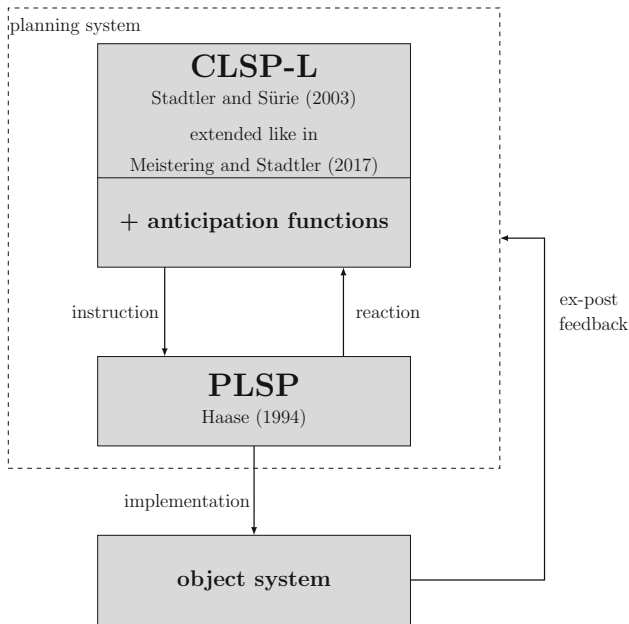 planning system
CLSP-L
Stadtler and Sürie (2003)
extended like in
Meistering and Stadtler (2017)
+ anticipation functions
instruction
reaction
ex-post
feedback
PLSP
Haase (1994)
implementation
object system